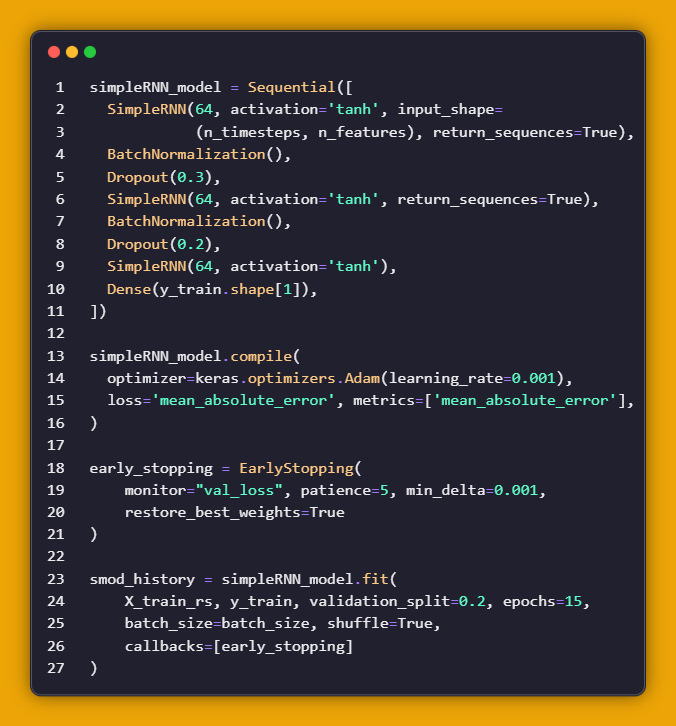 1 simpleRNN_model = Sequential([
2   SimpleRNN(64, activation='tanh', input_shape=
3             (n_timesteps, n_features), return_sequences=True),
4   BatchNormalization(),
5   Dropout(0.3),
6   SimpleRNN(64, activation='tanh', return_sequences=True),
7   BatchNormalization(),
8   Dropout(0.2),
9   SimpleRNN(64, activation='tanh'),
10   Dense(y_train.shape[1]),
11 ])
12
13 simpleRNN_model.compile(
14   optimizer=keras.optimizers.Adam(learning_rate=0.001),
15   loss='mean_absolute_error', metrics=['mean_absolute_error'],
16 )
17
18 early_stopping = EarlyStopping(
19     monitor="val_loss", patience=5, min_delta=0.001,
20     restore_best_weights=True
21 )
22
23 smod_history = simpleRNN_model.fit(
24     X_train_rs, y_train, validation_split=0.2, epochs=15,
25     batch_size=batch_size, shuffle=True,
26     callbacks=[early_stopping]
27 )